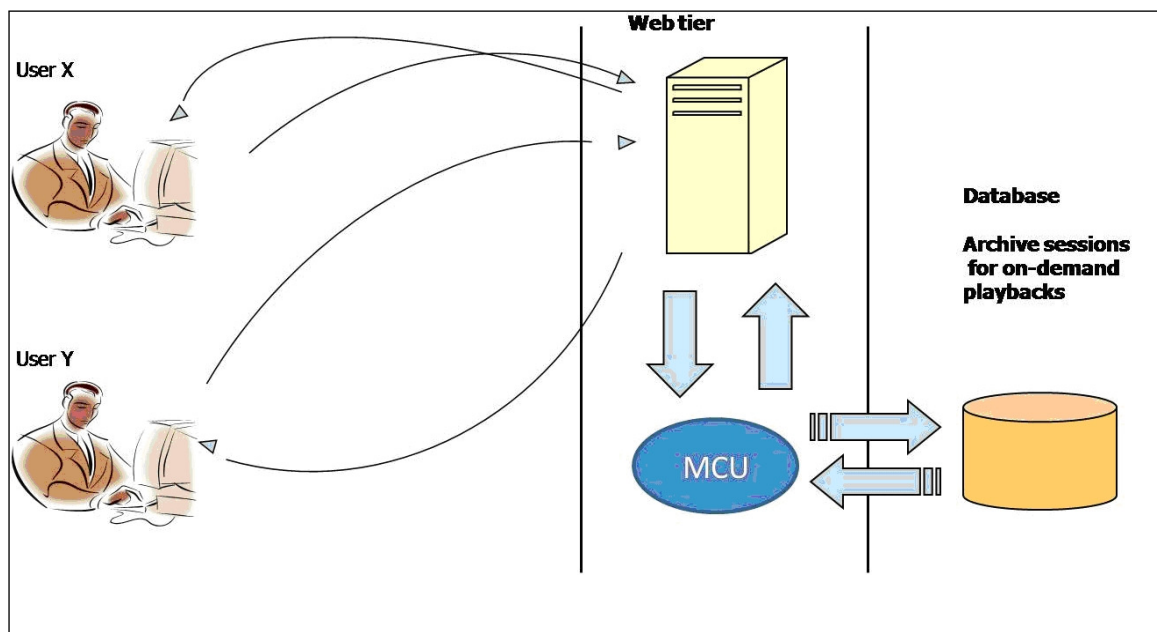 Web tier
User X
Database
Archive sessions
for on-demand
playbacks
User Y
MCU